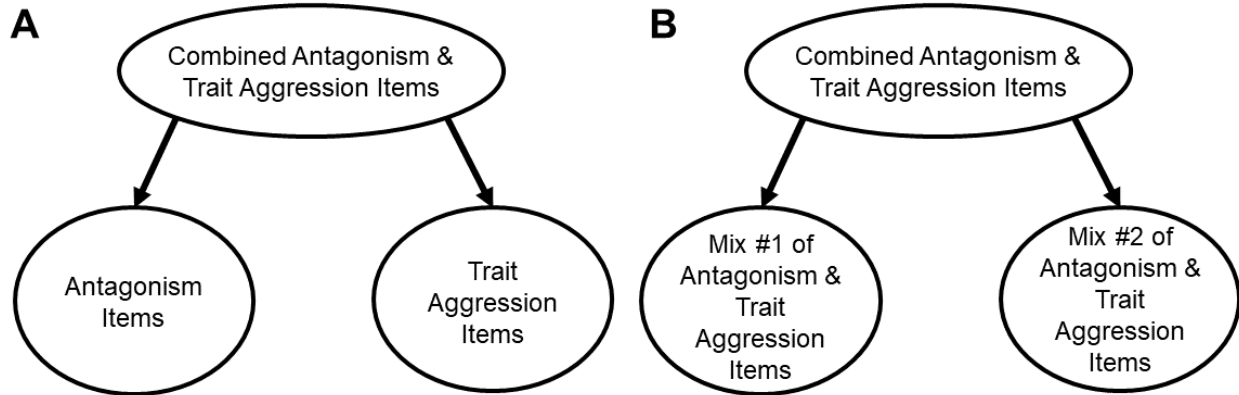 A
Combined Antagonism &
Trait Aggression Items
Antagonism
Items
Trait
Aggression
Items
B
Combined Antagonism &
Trait Aggression Items
Mix #1 of
Antagonism &
Trait
Aggression
Items
Mix #2 of
Antagonism &
Trait
Aggression
Items